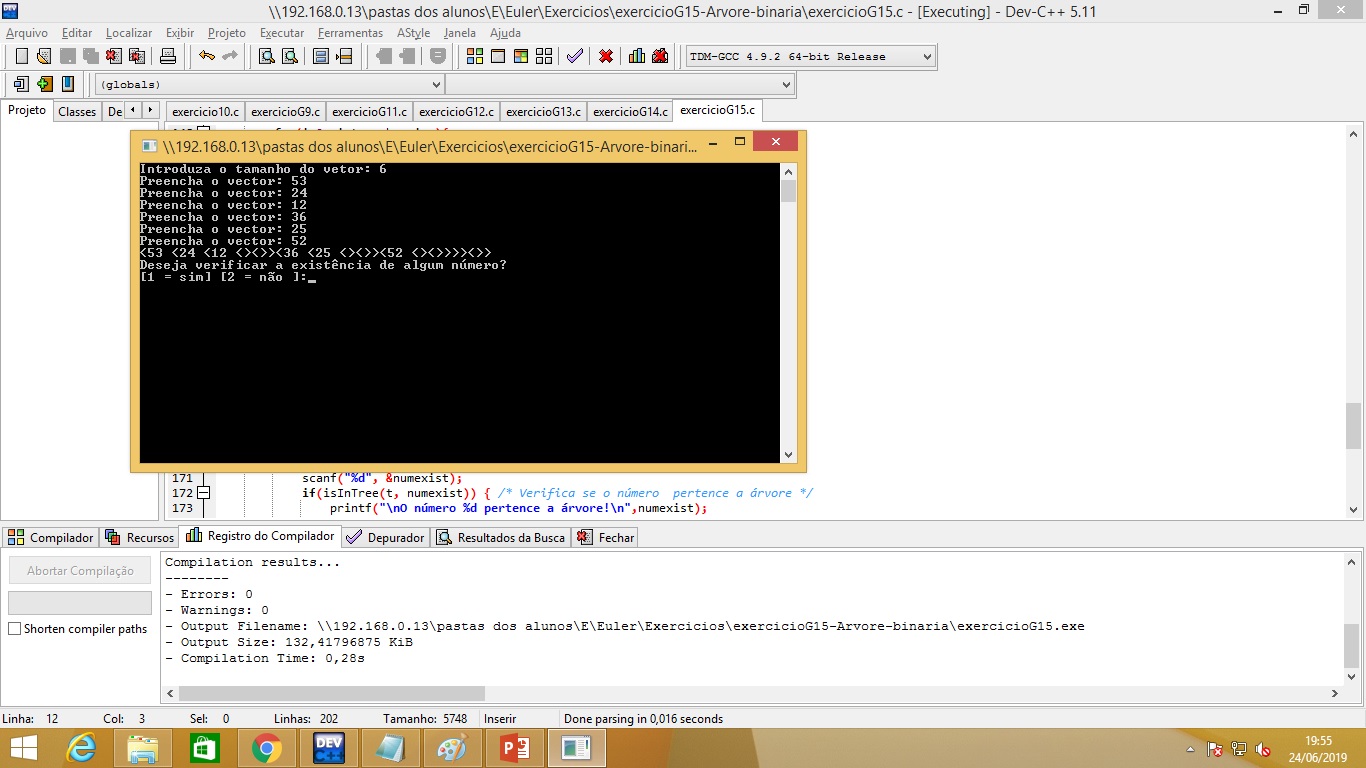 \\192.168.0.13\pastas dos alunos\E\Euler\Exercicios\exercicioG15-Arvore-binaria\exercicioG15.c - [Executing] - Dev-C++ 5.11
Arquivo Editar Localizar Exibir Projeto Executar Ferramentas AStyle Janela Ajuda
TDM-GCC 4.9.2 64-bit Release
(globals)
Projeto Classes De exercicio10.c exercicioG9.c exercicioG11.c exercicioG12.c exercicioG13.c exercicioG14.c exercicioG15.c
\\192.168.0.13\pastas dos alunos\E\Euler\Exercicios\exercicioG15-Arvore-binari...
Introduza o tamanho do vetor: 6
Preencha o vector: 53
Preencha o vector: 24
Preencha o vector: 12
Preencha o vector: 36
Preencha o vector: 25
Preencha o vector: 52
<53 <24 <12 <><>><36 <25 <><>><52 <><>>>><>>
Deseja verificar a existência de algum número?
[1 = sim] [2 = não ]:_
171 scanf("%d", &numexist);
172 if(isInTree(t, numexist)) { /* Verifica se o número pertence a árvore */
173 printf("\nO número %d pertence a árvore!\n",numexist);
Compilador Recursos Registro do Compilador Depurador Resultados da Busca Fechar
Abortar Compilação
Shorten compiler paths
Compilation results...
--------
- Errors: 0
- Warnings: 0
- Output Filename: \\192.168.0.13\pastas dos alunos\E\Euler\Exercicios\exercicioG15-Arvore-binaria\exercicioG15.exe
- Output Size: 132,41796875 KiB
- Compilation Time: 0,28s
Linha: 12 Col: 3 Sel: 0 Linhas: 202 Tamanho: 5748 Inserir Done parsing in 0,016 seconds
DEV C++
19:55
24/06/2019